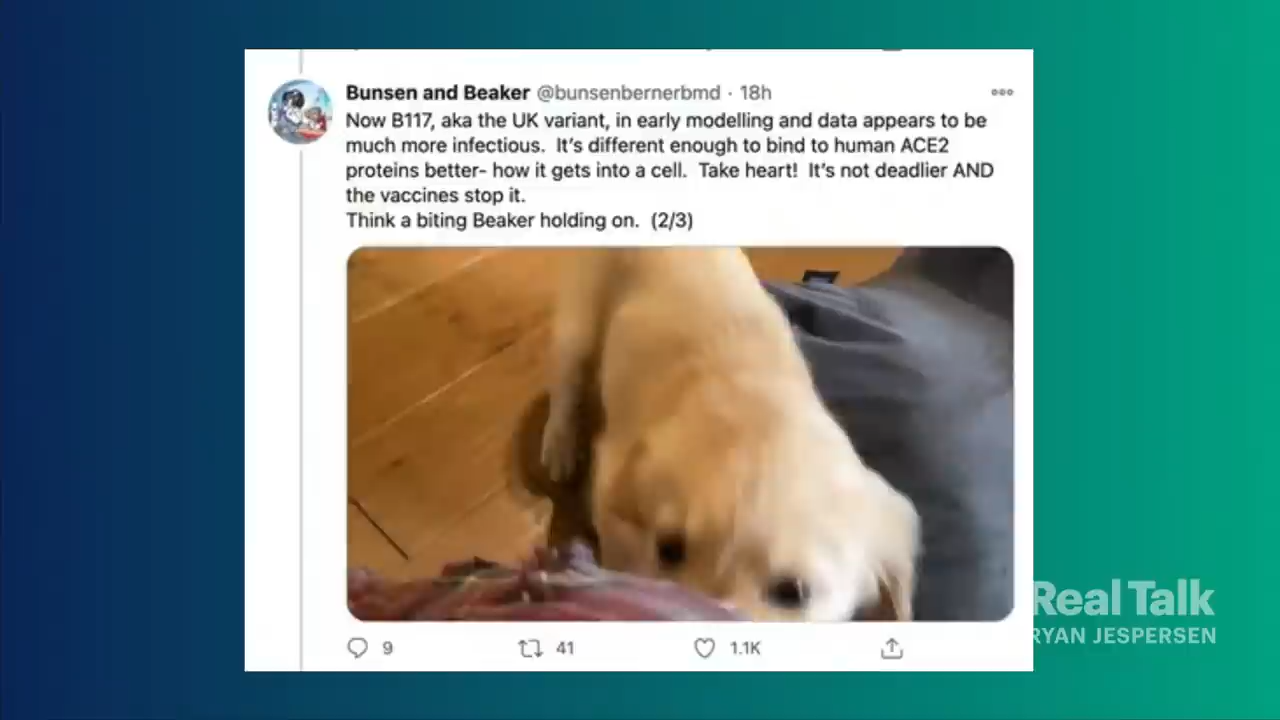 Bunsen and Beaker @bunsenbernerbmd · 18h
Now B117, aka the UK variant, in early modelling and data appears to be
much more infectious.  It's different enough to bind to human ACE2
proteins better- how it gets into a cell.  Take heart!  It's not deadlier AND
the vaccines stop it.
Think a biting Beaker holding on.  (2/3)
9 41 1.1K
Real Talk
RYAN JESPERSEN